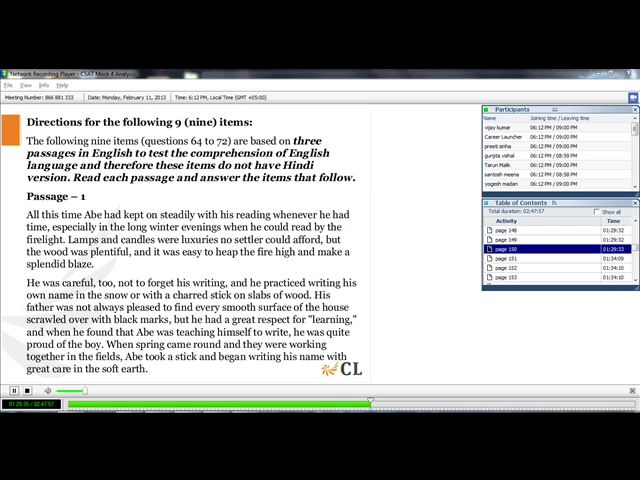 Network Recording Player - CSAT Mock 4 Analysis
File View Info Help
Meeting Number: 866 881 333 Date: Monday, February 11, 2013 Time: 6:12 PM, Local Time (GMT +05:00)
Directions for the following 9 (nine) items:
The following nine items (questions 64 to 72) are based on three
passages in English to test the comprehension of English
language and therefore these items do not have Hindi
version. Read each passage and answer the items that follow.
Passage – 1
All this time Abe had kept on steadily with his reading whenever he had
time, especially in the long winter evenings when he could read by the
firelight. Lamps and candles were luxuries no settler could afford, but
the wood was plentiful, and it was easy to heap the fire high and make a
splendid blaze.
He was careful, too, not to forget his writing, and he practiced writing his
own name in the snow or with a charred stick on slabs of wood. His
father was not always pleased to find every smooth surface of the house
scrawled over with black marks, but he had a great respect for "learning,"
and when he found that Abe was teaching himself to write, he was quite
proud of the boy. When spring came round and they were working
together in the fields, Abe took a stick and began writing his name with
great care in the soft earth.
CL
Participants
Name Joining time / Leaving time
vijay kumar 06:12 PM / 09:00 PM
Career Launcher 06:12 PM / 09:00 PM
preeti sinha 06:12 PM / 09:00 PM
gunjita vishal 06:12 PM / 09:00 PM
Tarun Malik 06:12 PM / 09:00 PM
santosh meena 06:12 PM / 08:58 PM
yogesh madan 06:12 PM / 09:00 PM
Table of Contents
Total duration: 02:47:57 Show all
Activity Time
page 148 01:29:32
page 149 01:29:32
page 150 01:29:33
page 151 01:34:09
page 152 01:34:10
page 153 01:34:10
01:29:35 / 02:47:57